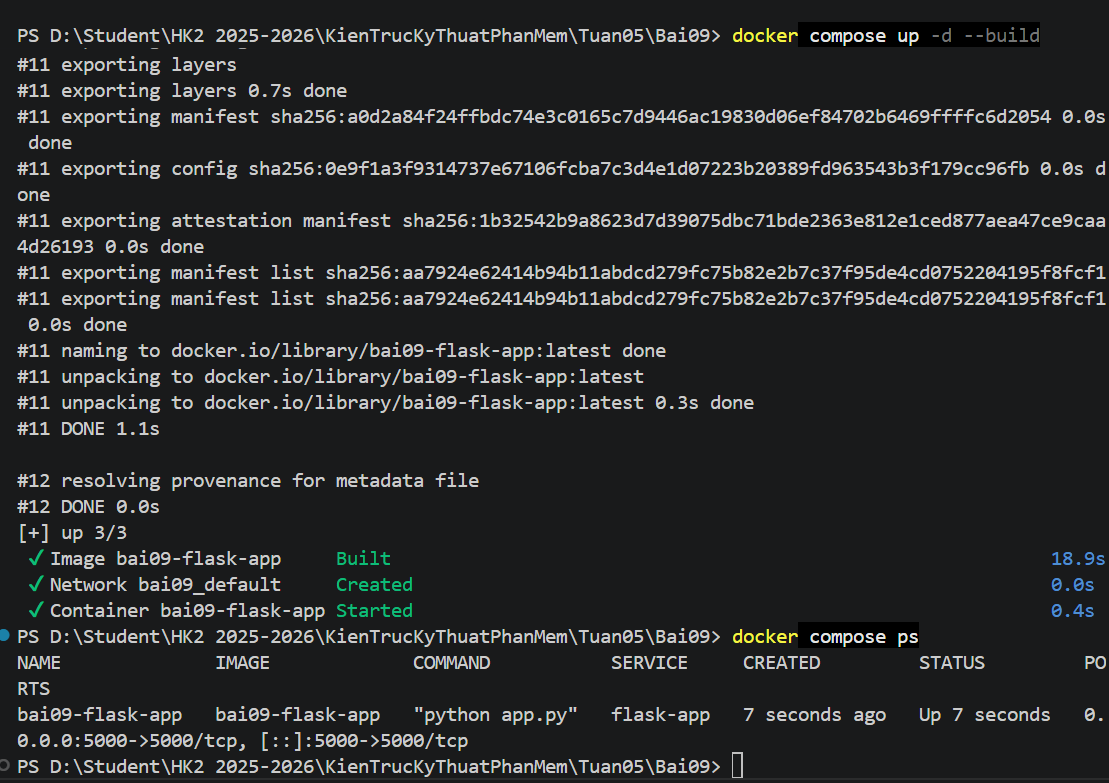 PS D:\Student\HK2 2025-2026\KienTrucKyThuatPhanMem\Tuan05\Bai09> docker compose up -d --build
#11 exporting layers
#11 exporting layers 0.7s done
#11 exporting manifest sha256:a0d2a84f24ffbdc74e3c0165c7d9446ac19830d06ef84702b6469ffffc6d2054 0.0s
 done
#11 exporting config sha256:0e9f1a3f9314737e67106fcba7c3d4e1d07223b20389fd963543b3f179cc96fb 0.0s d
one
#11 exporting attestation manifest sha256:1b32542b9a8623d7d39075dbc71bde2363e812e1ced877aea47ce9caa
4d26193 0.0s done
#11 exporting manifest list sha256:aa7924e62414b94b11abdcd279fc75b82e2b7c37f95de4cd0752204195f8fcf1
#11 exporting manifest list sha256:aa7924e62414b94b11abdcd279fc75b82e2b7c37f95de4cd0752204195f8fcf1
 0.0s done
#11 naming to docker.io/library/bai09-flask-app:latest done
#11 unpacking to docker.io/library/bai09-flask-app:latest
#11 unpacking to docker.io/library/bai09-flask-app:latest 0.3s done
#11 DONE 1.1s

#12 resolving provenance for metadata file
#12 DONE 0.0s
[+] up 3/3
 ✓ Image bai09-flask-app     Built 18.9s
 ✓ Network bai09_default     Created 0.0s
 ✓ Container bai09-flask-app Started 0.4s
PS D:\Student\HK2 2025-2026\KienTrucKyThuatPhanMem\Tuan05\Bai09> docker compose ps
NAME              IMAGE             COMMAND           SERVICE     CREATED         STATUS         PO
RTS
bai09-flask-app   bai09-flask-app   "python app.py"   flask-app   7 seconds ago   Up 7 seconds   0.
0.0.0:5000->5000/tcp, [::]:5000->5000/tcp
PS D:\Student\HK2 2025-2026\KienTrucKyThuatPhanMem\Tuan05\Bai09>